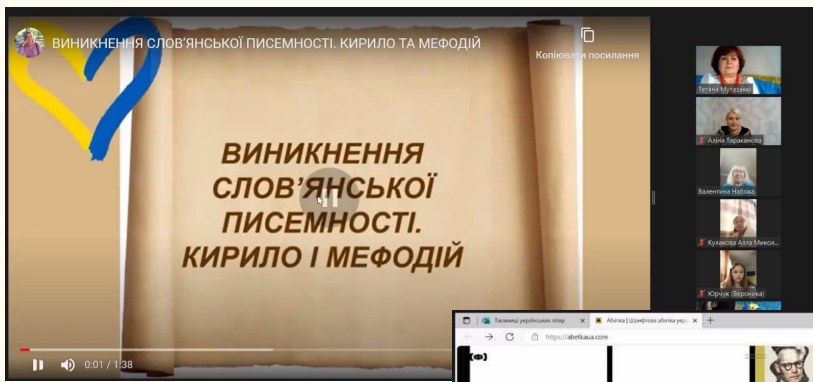 ВИНИКНЕННЯ СЛОВ'ЯНСЬКОЇ ПИСЕМНОСТІ. КИРИЛО ТА МЕФОДІЙ
Копіювати посилання
ВИНИКНЕННЯ
СЛОВ'ЯНСЬКОЇ
ПИСЕМНОСТІ.
КИРИЛО І МЕФОДІЙ
0:01 / 1:38
Тетяна Мутазаккі
Аліна Тараканова
Валентина Набока
Кулакова Алла Микол...
Юрчук (Вероніка)
Таємниці українських літер
Абетка | Шрифтова абетка укра
https://abetkaua.com
(Ф)